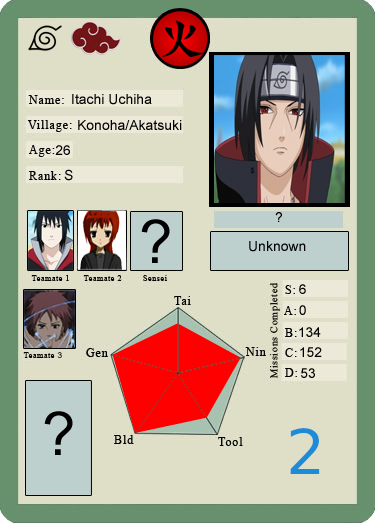 火
Name: Itachi Uchiha
Village: Konoha/Akatsuki
Age:26
Rank: S
?
Unknown
?
Teamate 1
Teamate 2
Sensei
Teamate 3
Missions Completed
S: 6
A: 0
B: 134
C: 152
D: 53
Tai
Gen
Nin
Bld
Tool
?
2